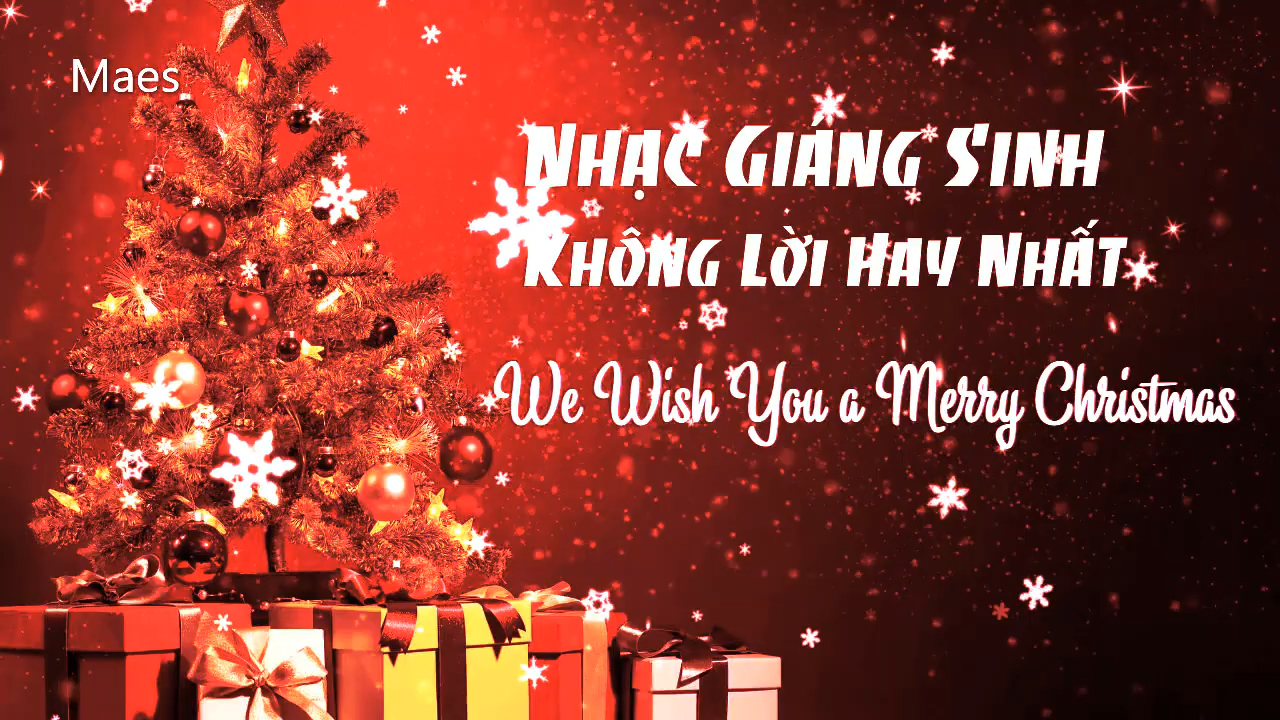 Maes
Nhạc Giáng Sinh
Không Lời Hay Nhất
We Wish You a Merry Christmas